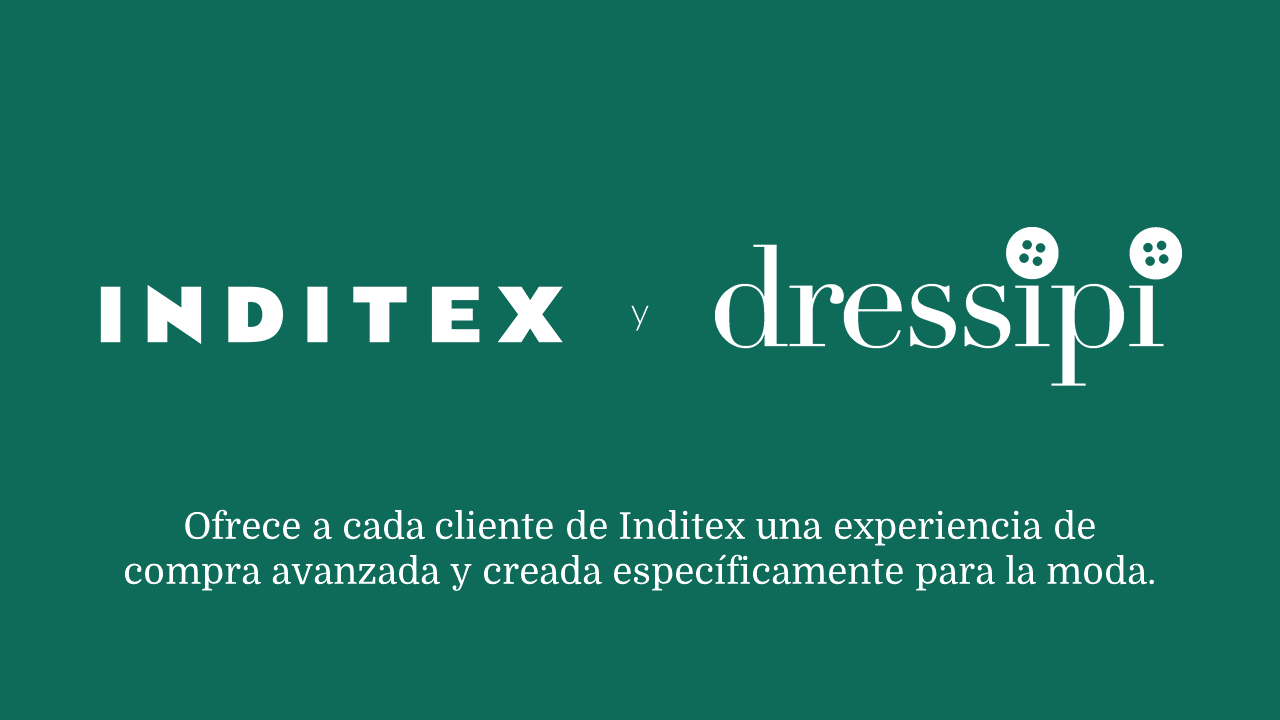 INDITEX y dressipi
Ofrece a cada cliente de Inditex una experiencia de
compra avanzada y creada específicamente para la moda.